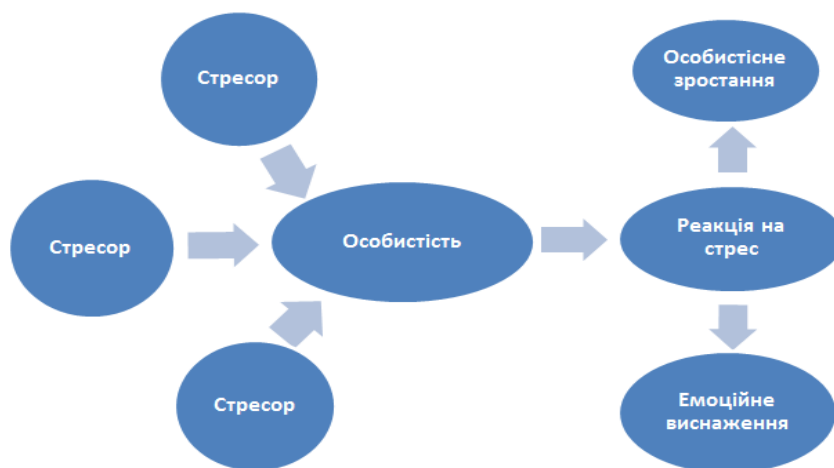 Стресор
Стресор
Стресор
Особистість
Реакція на
стрес
Особистісне
зростання
Емоційне
виснаження